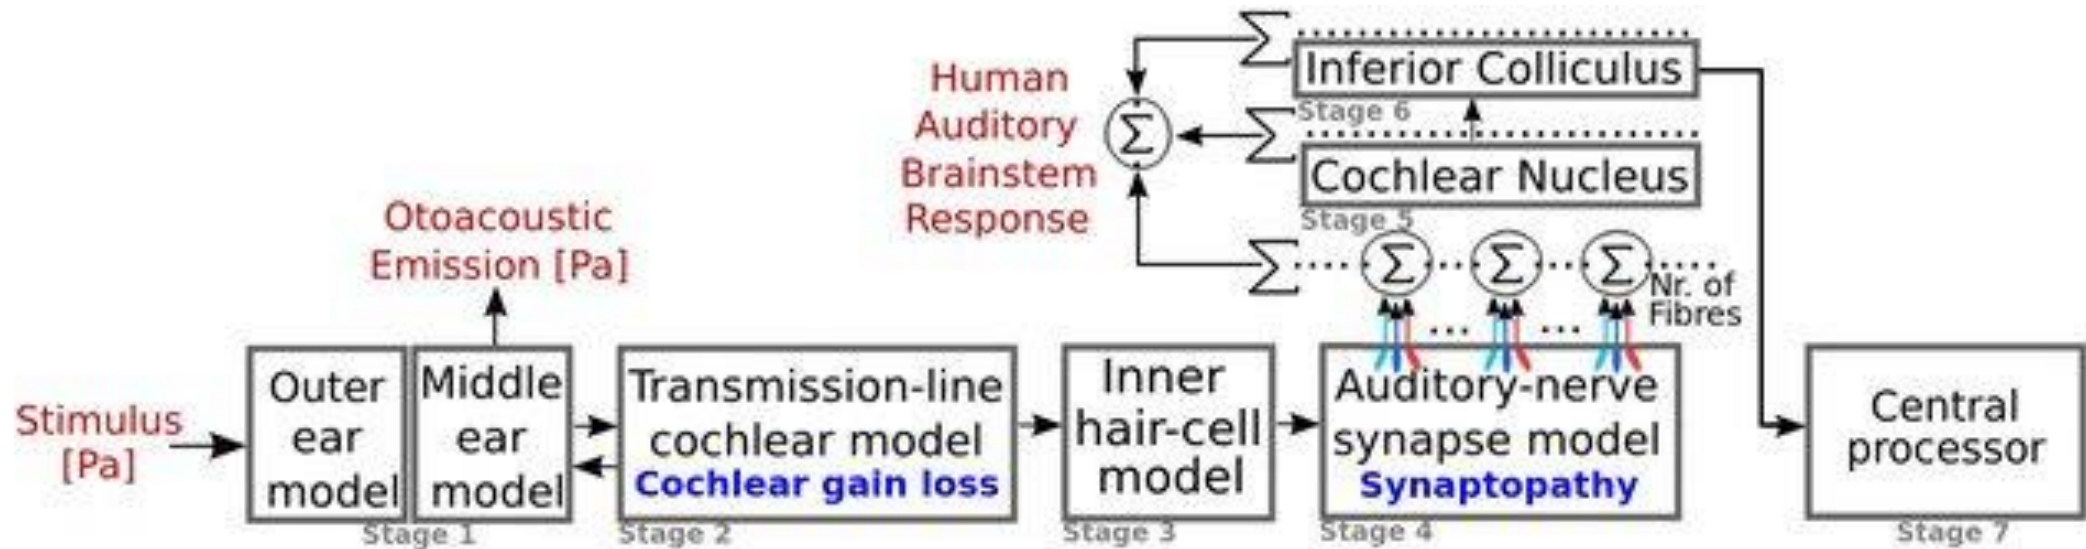 Human
Auditory
Brainstem
Response
Σ
Σ
Inferior Colliculus
Stage 6
Σ
Cochlear Nucleus
Stage 5
Σ
Σ
Σ
Σ
Nr. of
Fibres
Otoacoustic
Emission [Pa]
Stimulus
[Pa]
Outer
ear
model
Middle
ear
model
Stage 1
Transmission-line
cochlear model
Cochlear gain loss
Stage 2
Inner
hair-cell
model
Stage 3
Auditory-nerve
synapse model
Synaptopathy
Stage 4
Central
processor
Stage 7